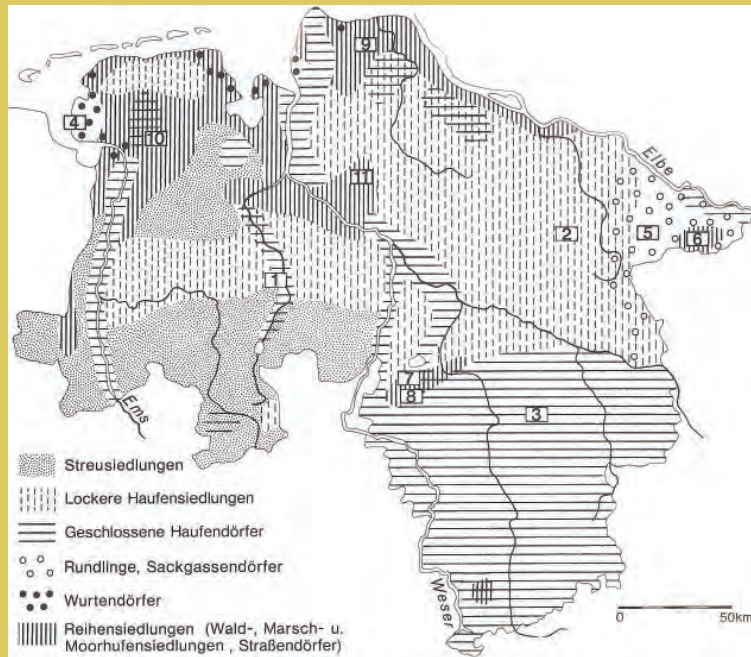 9
4
10
Elbe
11
2
5
6
1
7
8
3
Ems
Weser
Streusiedlungen
Lockere Haufensiedlungen
Geschlossene Haufendörfer
Rundlinge, Sackgassendörfer
Wurtendörfer
Reihensiedlungen (Wald-, Marsch- u.
Moorhufensiedlungen , Straßendörfer)
0 50km